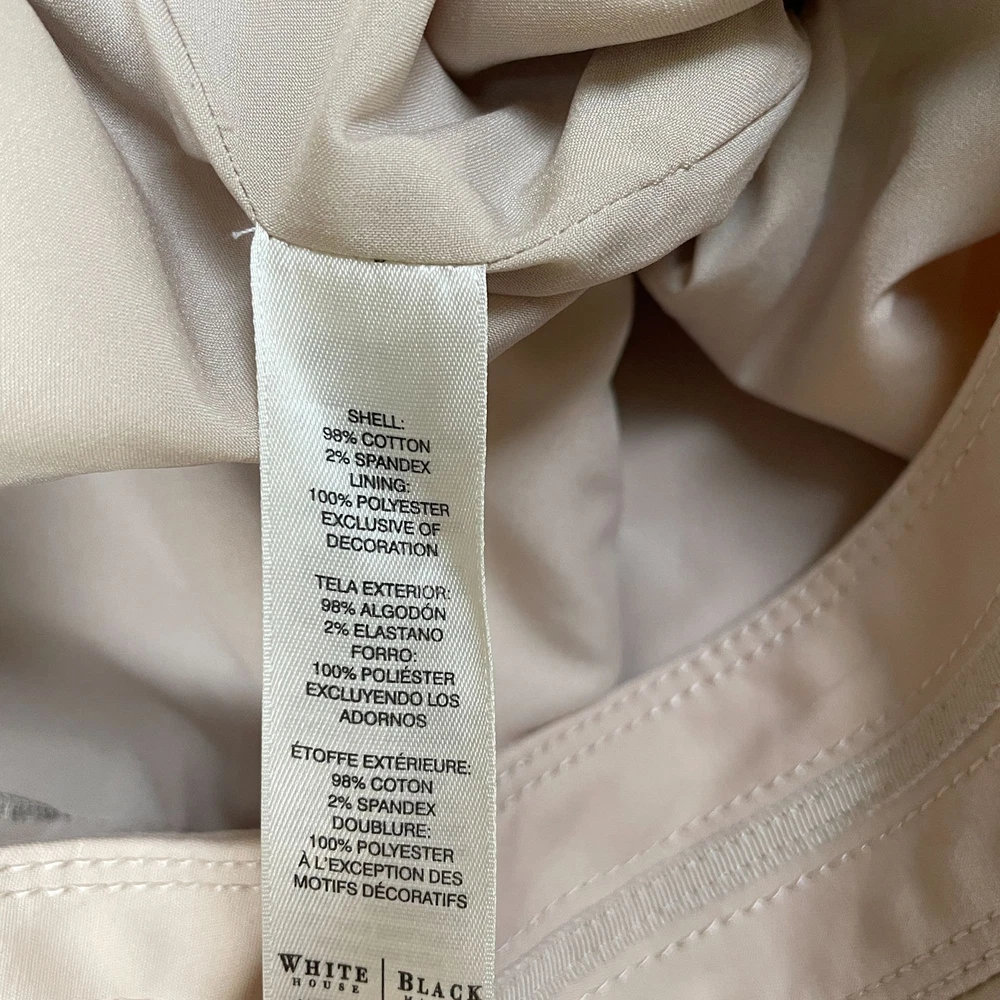 SHELL:
98% COTTON
2% SPANDEX
LINING:
100% POLYESTER
EXCLUSIVE OF
DECORATION
TELA EXTERIOR:
98% ALGODÓN
2% ELASTANO
FORRO:
100% POLIÉSTER
EXCLUYENDO LOS
ADORNOS
ÉTOFFE EXTÉRIEURE:
98% COTON
2% SPANDEX
DOUBLURE:
100% POLYESTER
À L'EXCEPTION DES
MOTIFS DÉCORATIFS
WHITE | BLACK
HOUSE